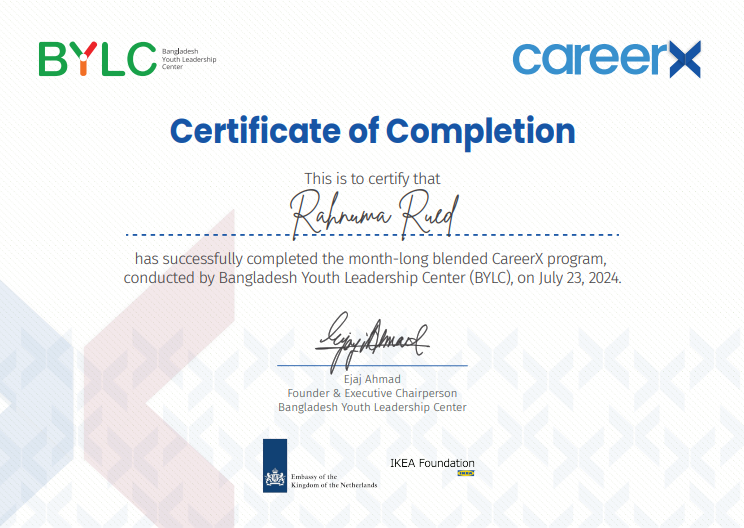 BYLC
Bangladesh
Youth Leadership
Center
careerX
Certificate of Completion
This is to certify that
Rahnuma Rued
has successfully completed the month-long blended CareerX program,
conducted by Bangladesh Youth Leadership Center (BYLC), on July 23, 2024.
Ejaj Ahmad
Ejaj Ahmad
Founder & Executive Chairperson
Bangladesh Youth Leadership Center
Embassy of the
Kingdom of the Netherlands
IKEA Foundation
IKEA